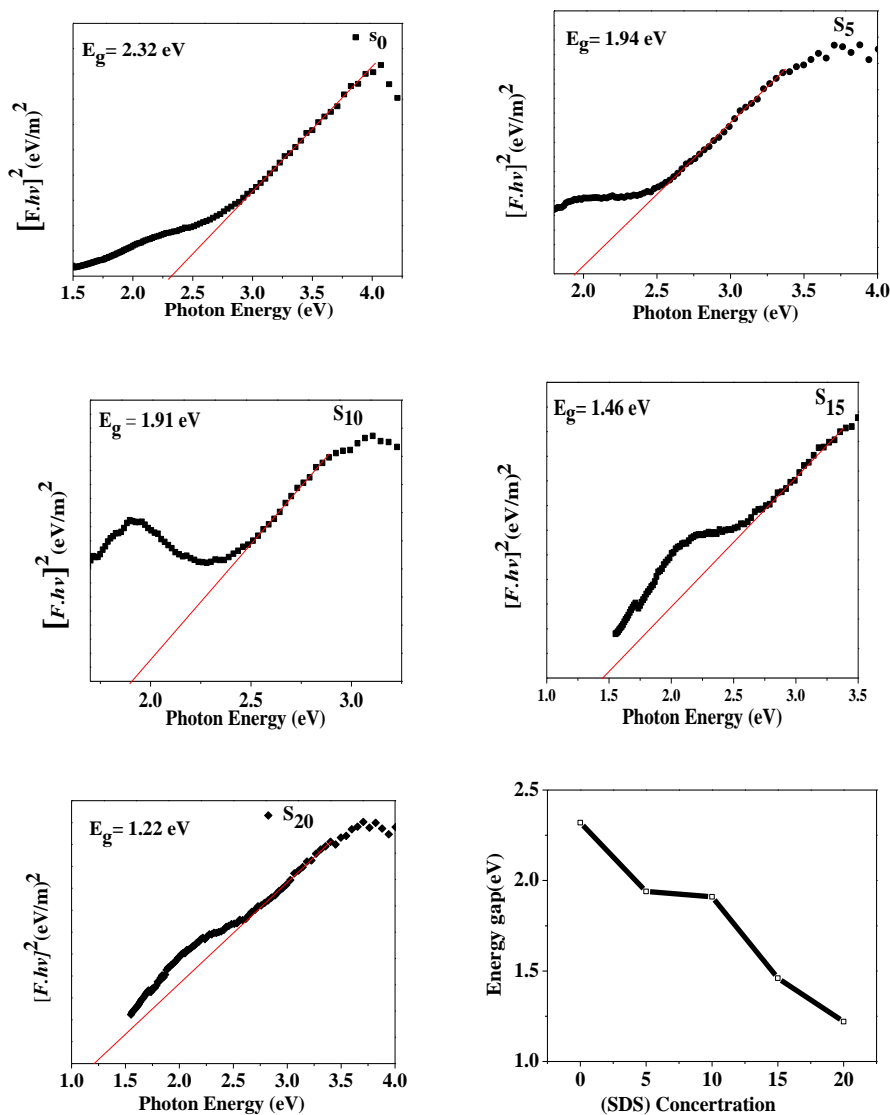 E_g = 2.32 eV
s_0
[F.hν]^2 (eV/m)^2
1.5 2.0 2.5 3.0 3.5 4.0
Photon Energy (eV)
E_g = 1.94 eV
S_5
[F.hν]^2 (eV/m)^2
2.0 2.5 3.0 3.5 4.0
Photon Energy (eV)
E_g = 1.91 eV
S_10
[F.hν]^2 (eV/m)^2
2.0 2.5 3.0
Photon Energy (eV)
E_g = 1.46 eV
S_15
[F.hν]^2 (eV/m)^2
1.0 1.5 2.0 2.5 3.0 3.5
Photon Energy (eV)
E_g= 1.22 eV
S_20
[F.hν]^2 (eV/m)^2
1.0 1.5 2.0 2.5 3.0 3.5 4.0
Photon Energy (eV)
Energy gap(eV)
2.5
2.0
1.5
1.0
0 5 10 15 20
(SDS) Concertration